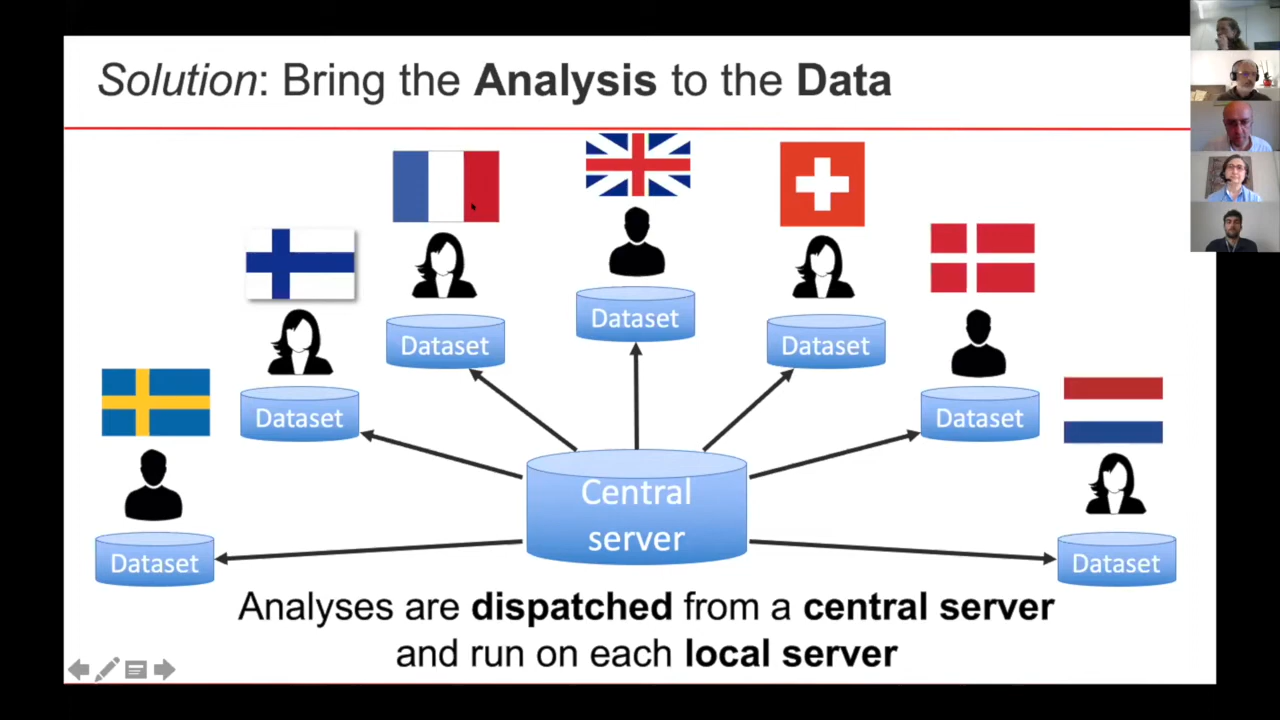 Solution: Bring the Analysis to the Data
Dataset
Dataset
Dataset
Dataset
Dataset
Dataset
Dataset
Central
server
Analyses are dispatched from a central server
and run on each local server